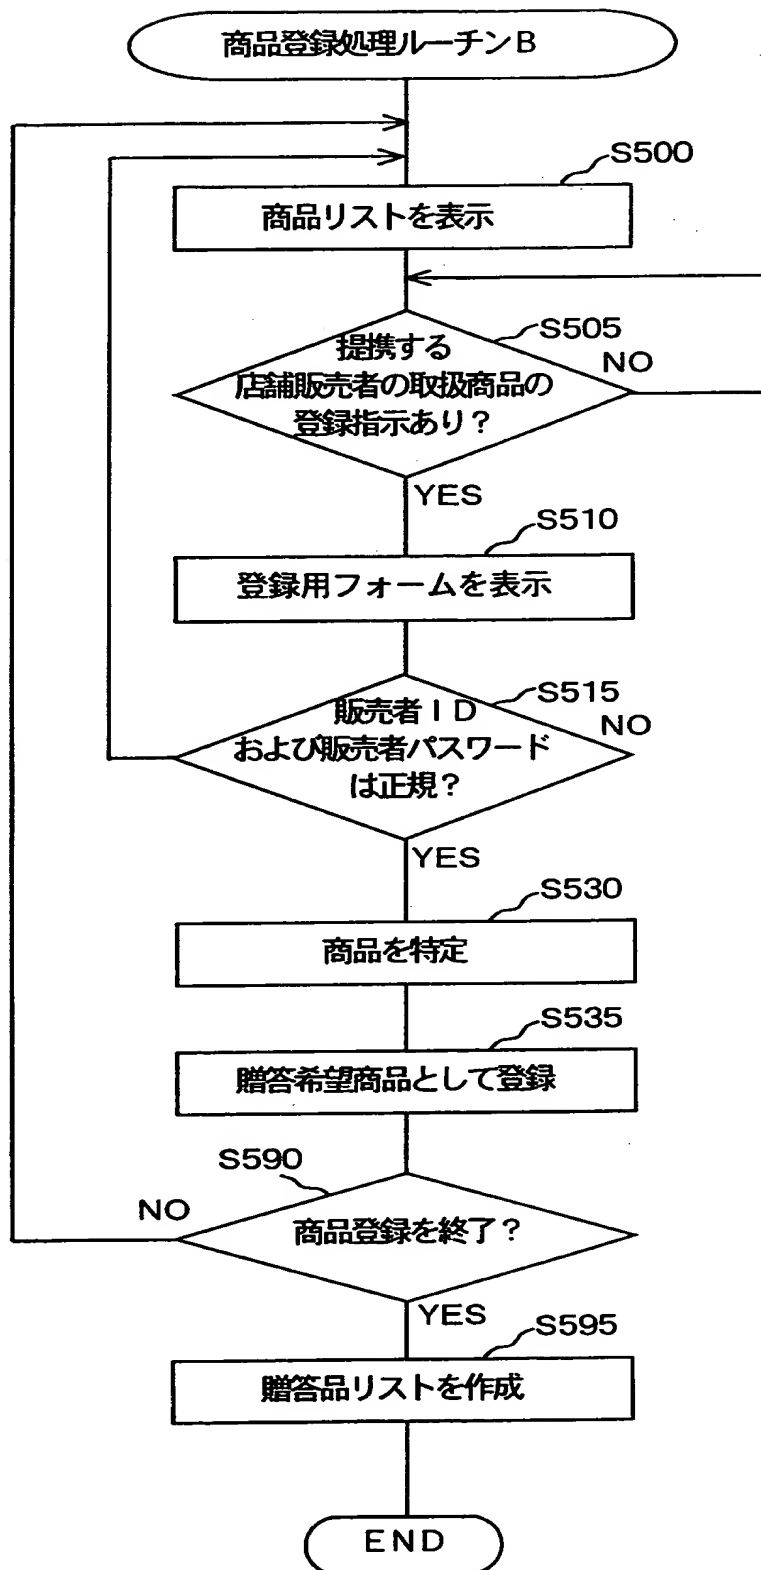 商品登録処理ルーチンB
S500
商品リストを表示
S505
提携する
店舗販売者の取扱商品の
登録指示あり？
NO
YES
S510
登録用フォームを表示
S515
販売者ID
および販売者パスワード
は正規？
NO
YES
S530
商品を特定
S535
贈答希望商品として登録
S590
NO
商品登録を終了？
YES
S595
贈答品リストを作成
END